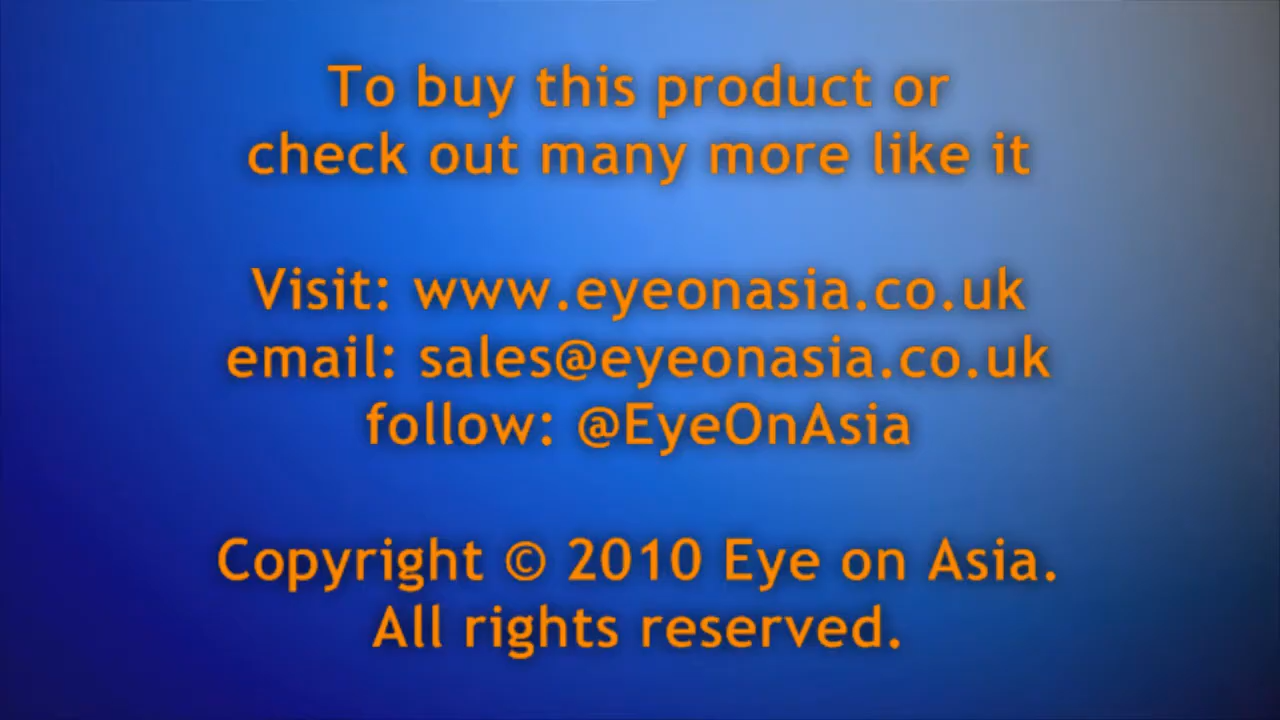 To buy this product or
check out many more like it
Visit: www.eyeonasia.co.uk
email: sales@eyeonasia.co.uk
follow: @EyeOnAsia
Copyright © 2010 Eye on Asia.
All rights reserved.